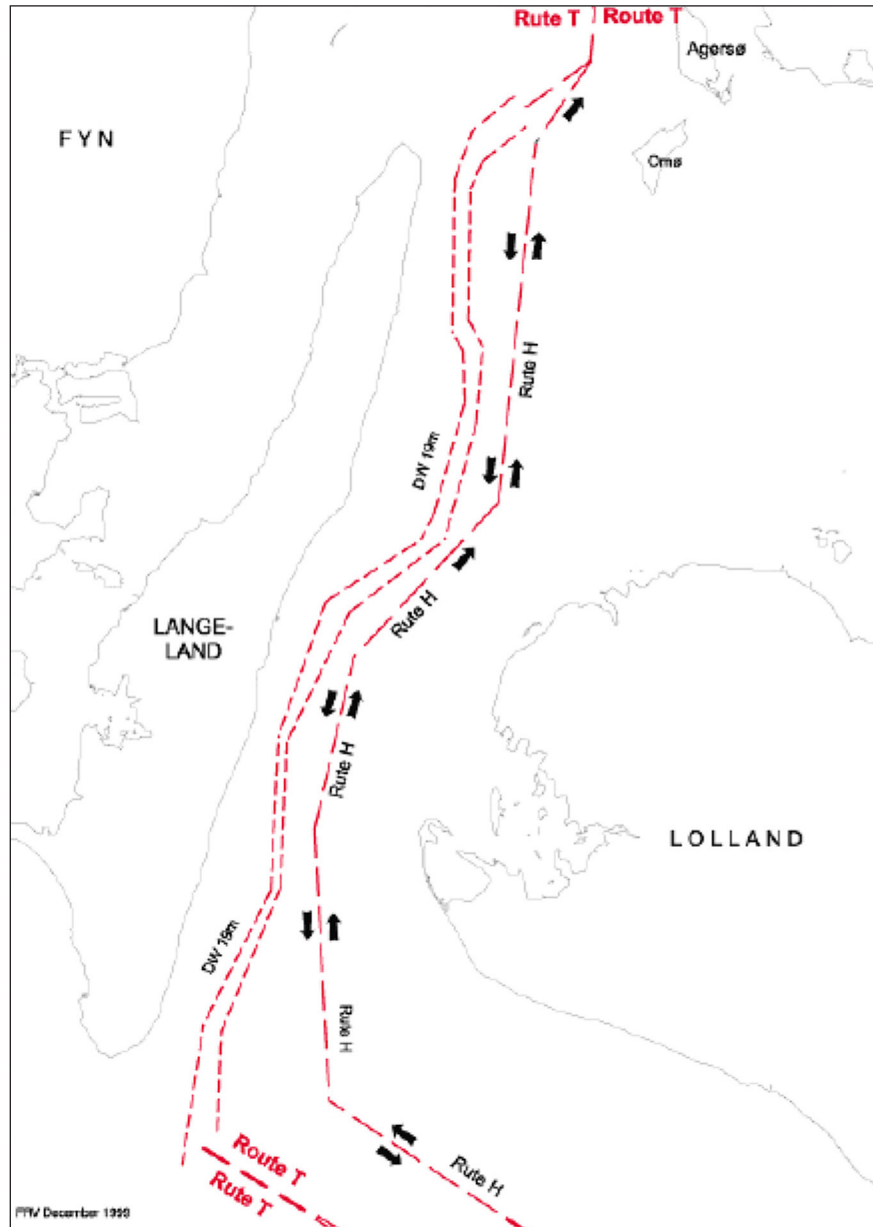 Rute T Route T
Agersø
FYN
Omø
Rute H
DW 19m
Rute H
LANGE-
LAND
Rute H
LOLLAND
DW 19m
Rute H
Route T
Rute T
Rute H
FRV December 1999